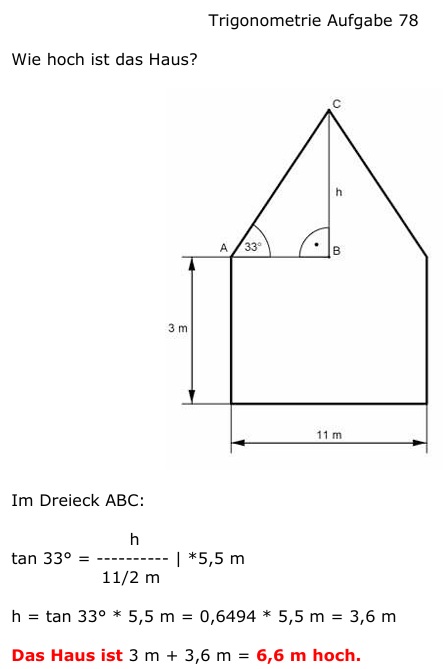 Trigonometrie Aufgabe 78
Wie hoch ist das Haus?
C
h
A
33°
B
3 m
11 m
Im Dreieck ABC:
h
tan 33° = ---------- | *5,5 m
11/2 m
h = tan 33° * 5,5 m = 0,6494 * 5,5 m = 3,6 m
Das Haus ist 3 m + 3,6 m = 6,6 m hoch.